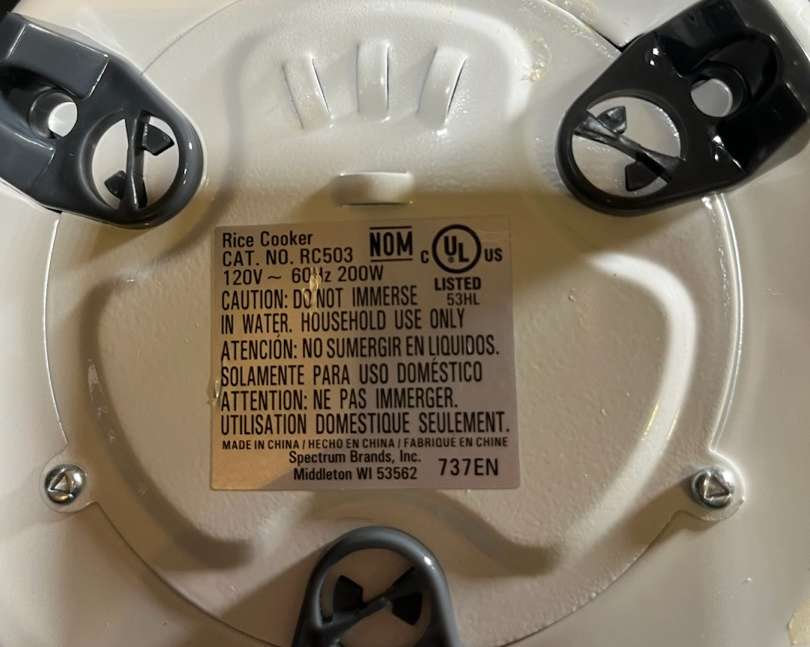 Rice Cooker
CAT. NO. RC503
120V ~ 60Hz 200W
NOM
C UL US
LISTED
53HL
CAUTION: DO NOT IMMERSE
IN WATER. HOUSEHOLD USE ONLY
ATENCIÓN: NO SUMERGIR EN LIQUIDOS.
SOLAMENTE PARA USO DOMÉSTICO
ATTENTION: NE PAS IMMERGER.
UTILISATION DOMESTIQUE SEULEMENT.
MADE IN CHINA / HECHO EN CHINA / FABRIQUE EN CHINE
Spectrum Brands, Inc.
Middleton WI 53562
737EN